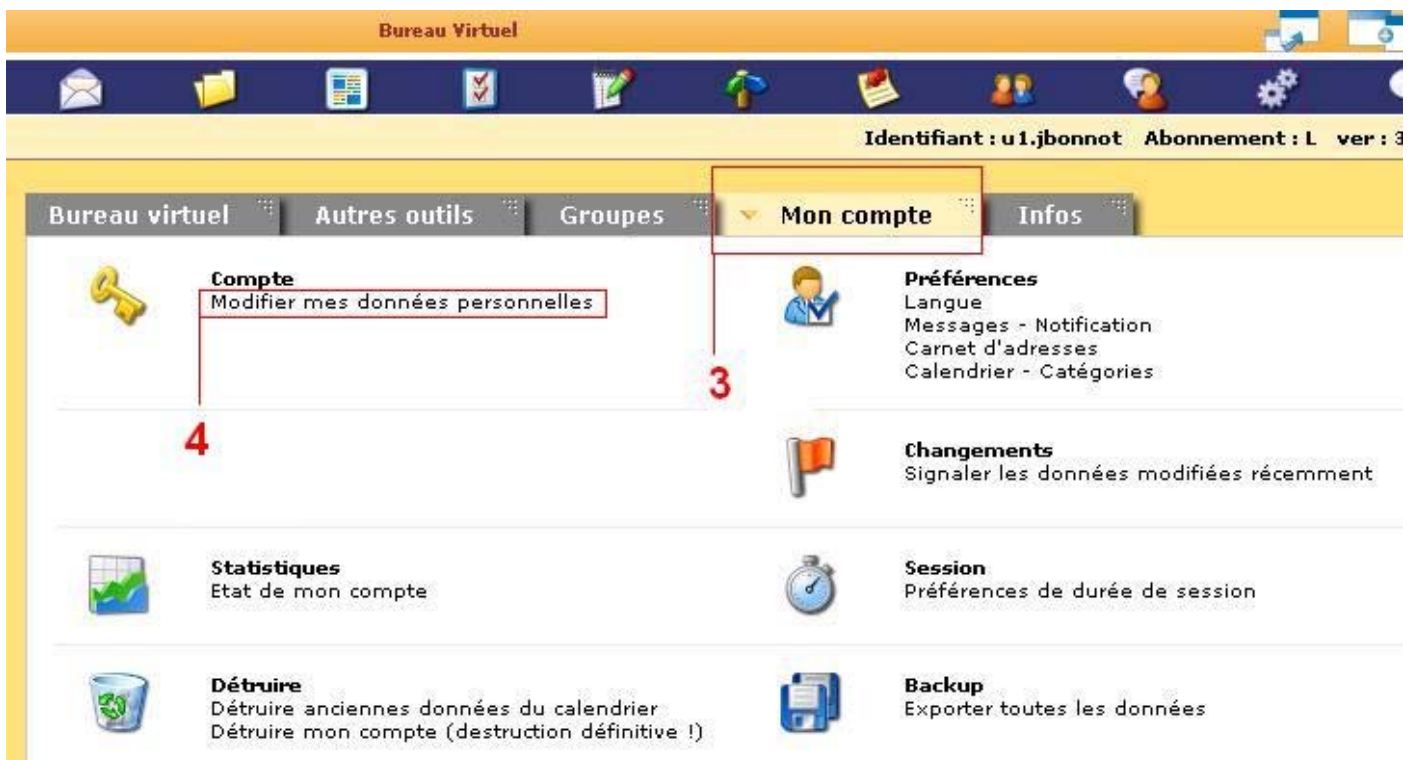 Bureau Virtuel
Identifiant : u1.jbonnot Abonnement : L ver : 3
Bureau virtuel
Autres outils
Groupes
Mon compte
Infos
Compte
Modifier mes données personnelles
4
3
Préférences
Langue
Messages - Notification
Carnet d'adresses
Calendrier - Catégories
Changements
Signaler les données modifiées récemment
Statistiques
Etat de mon compte
Session
Préférences de durée de session
Détruire
Détruire anciennes données du calendrier
Détruire mon compte (destruction définitive !)
Backup
Exporter toutes les données